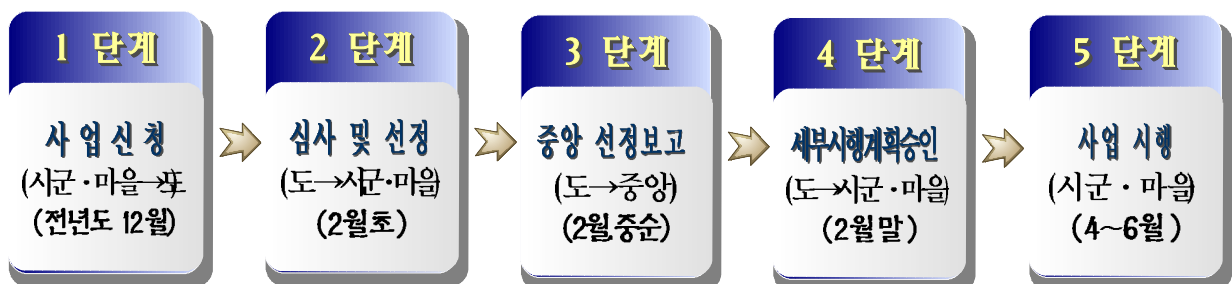 1 단계
사 업 신 청
(시군·마을→도)
(전년도 12월)
2 단계
심사 및 선정
(도→시군·마을)
(2월초)
3 단계
중앙 선정보고
(도→중앙)
(2월.중순)
4 단계
세부시행계획승인
(도→시군·마을)
(2월말)
5 단계
사업 시행
(시군·마을)
(4~6월)